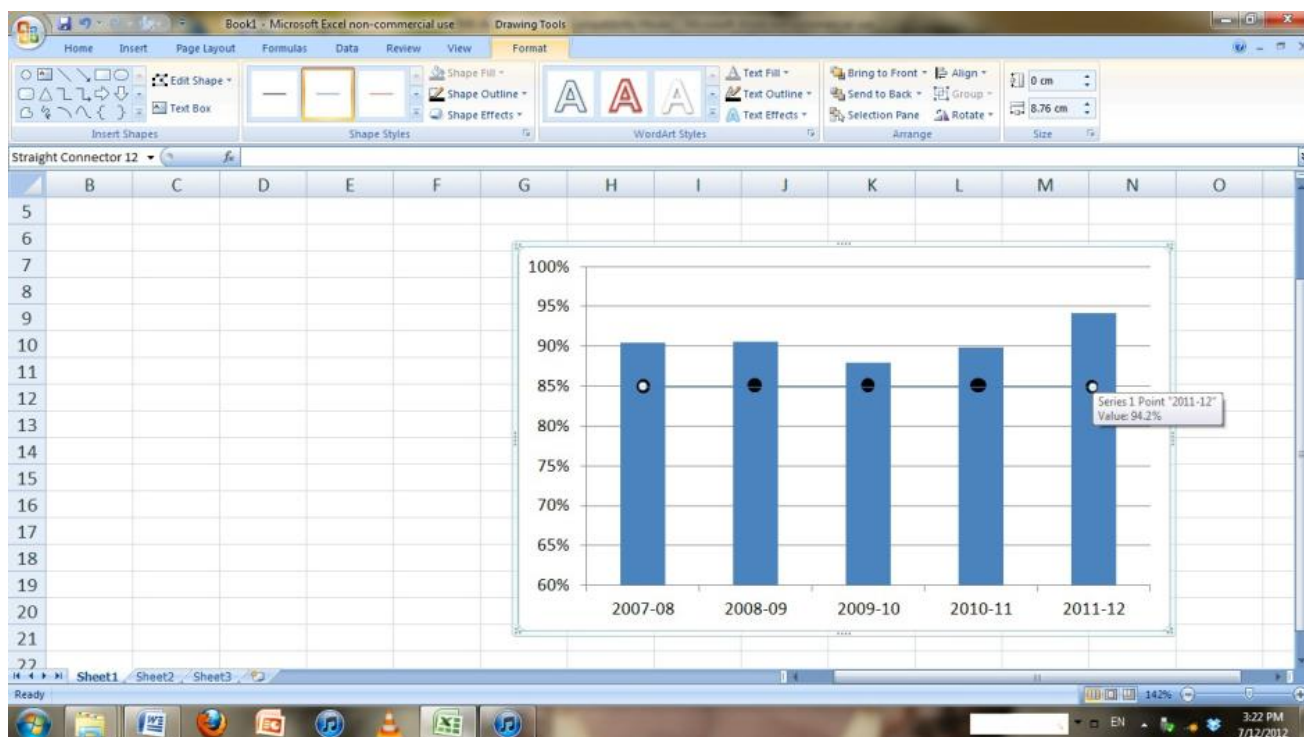 Book1 - Microsoft Excel non-commercial use
Drawing Tools
Home Insert Page Layout Formulas Data Review View Format
Edit Shape
Text Box
Insert Shapes
Shape Fill
Shape Outline
Shape Effects
Shape Styles
A A A
Text Fill
Text Outline
Text Effects
WordArt Styles
Bring to Front
Send to Back
Selection Pane
Align
Group
Rotate
Arrange
0 cm
8.76 cm
Size
Straight Connector 12
fx
B C D E F G H I J K L M N O
5
6
7
8
9
10
11
12
13
14
15
16
17
18
19
20
21
22
100%
95%
90%
85%
80%
75%
70%
65%
60%
2007-08 2008-09 2009-10 2010-11 2011-12
Series 1 Point "2011-12"
Value: 94.2%
Sheet1 Sheet2 Sheet3
Ready
142%
EN
3:22 PM
7/12/2012